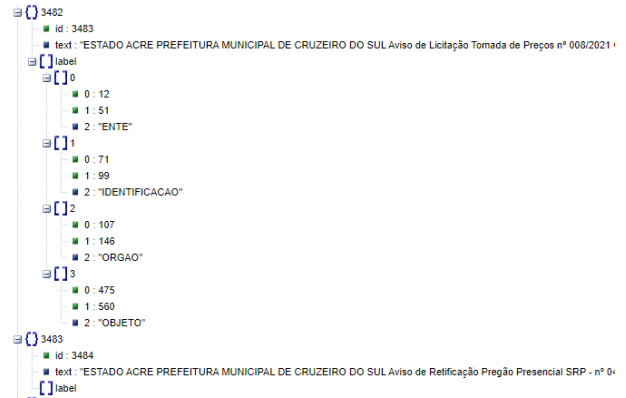 3482
id : 3483
text : "ESTADO ACRE PREFEITURA MUNICIPAL DE CRUZEIRO DO SUL Aviso de Licitação Tomada de Preços nº 008/2021
label
0
0 : 12
1 : 51
2 : "ENTE"
1
0 : 71
1 : 99
2 : "IDENTIFICACAO"
2
0 : 107
1 : 146
2 : "ORGAO"
3
0 : 475
1 : 560
2 : "OBJETO"
3483
id : 3484
text : "ESTADO ACRE PREFEITURA MUNICIPAL DE CRUZEIRO DO SUL Aviso de Retificação Pregão Presencial SRP - nº
label